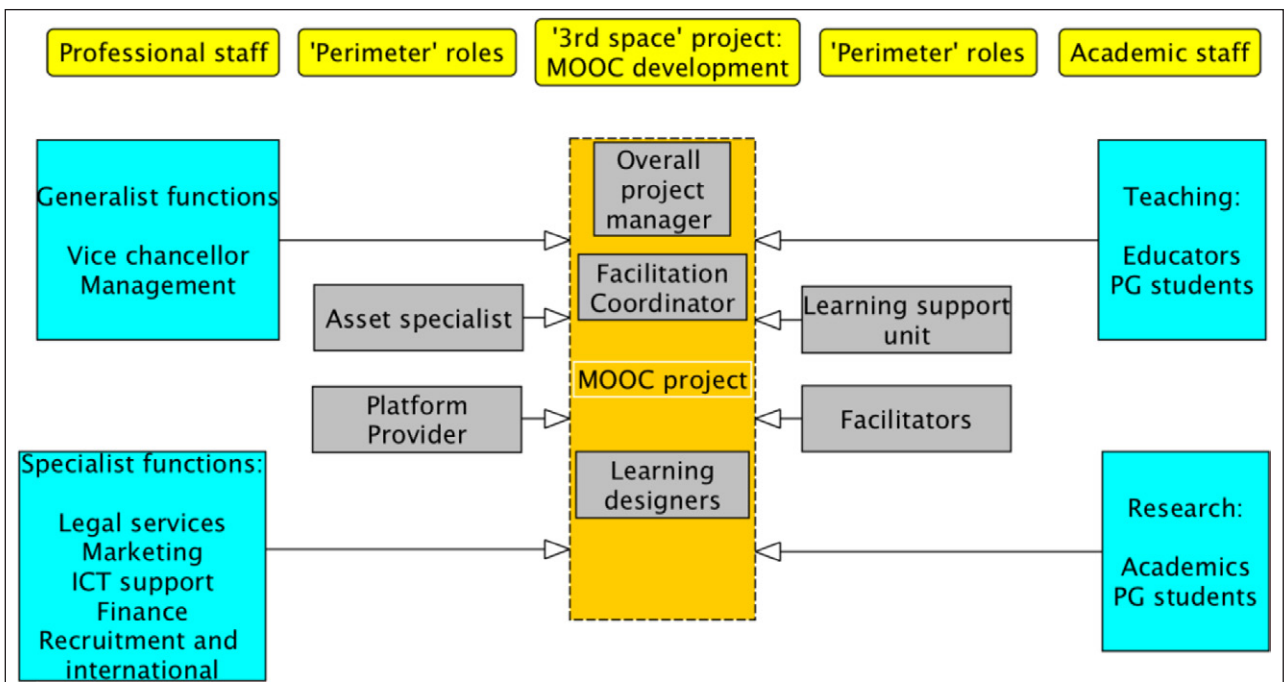 Professional staff
'Perimeter' roles
'3rd space' project:
MOOC development
'Perimeter' roles
Academic staff
Generalist functions
Vice chancellor
Management
Asset specialist
Platform
Provider
Specialist functions:
Legal services
Marketing
ICT support
Finance
Recruitment and
international
Overall
project
manager
Facilitation
Coordinator
MOOC project
Learning
designers
Learning support
unit
Facilitators
Teaching:
Educators
PG students
Research:
Academics
PG students